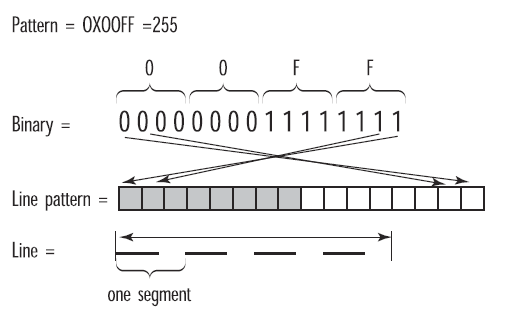 Pattern = 0X00FF =255
0 0 F F
Binary = 0000000011111111
Line pattern =
Line =
one segment